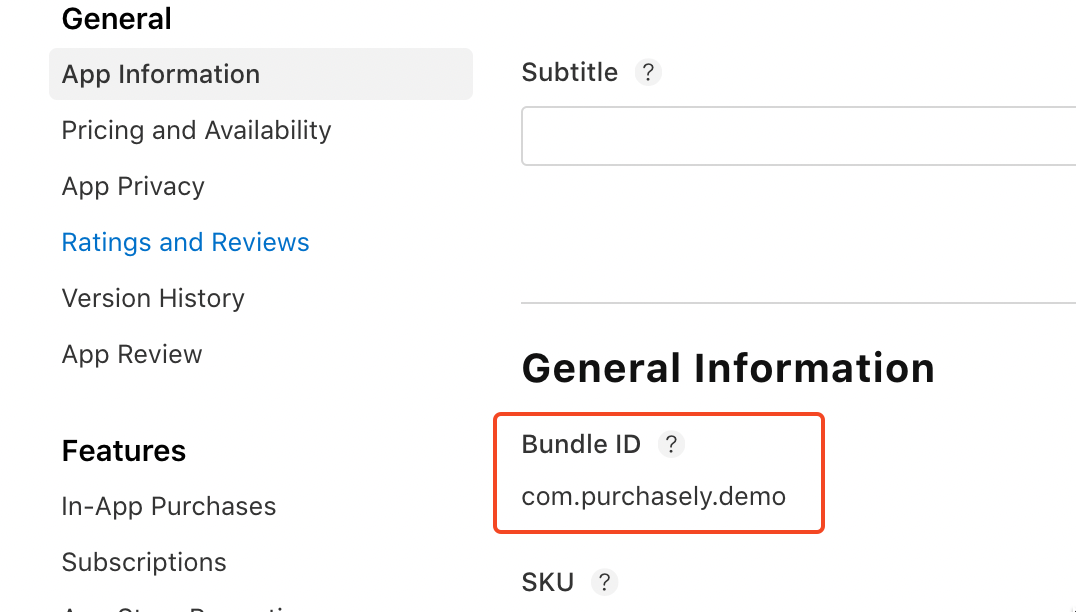 General
App Information
Pricing and Availability
App Privacy
Ratings and Reviews
Version History
App Review
Features
In-App Purchases
Subscriptions
Subtitle ?
General Information
Bundle ID ?
com.purchasely.demo
SKU ?